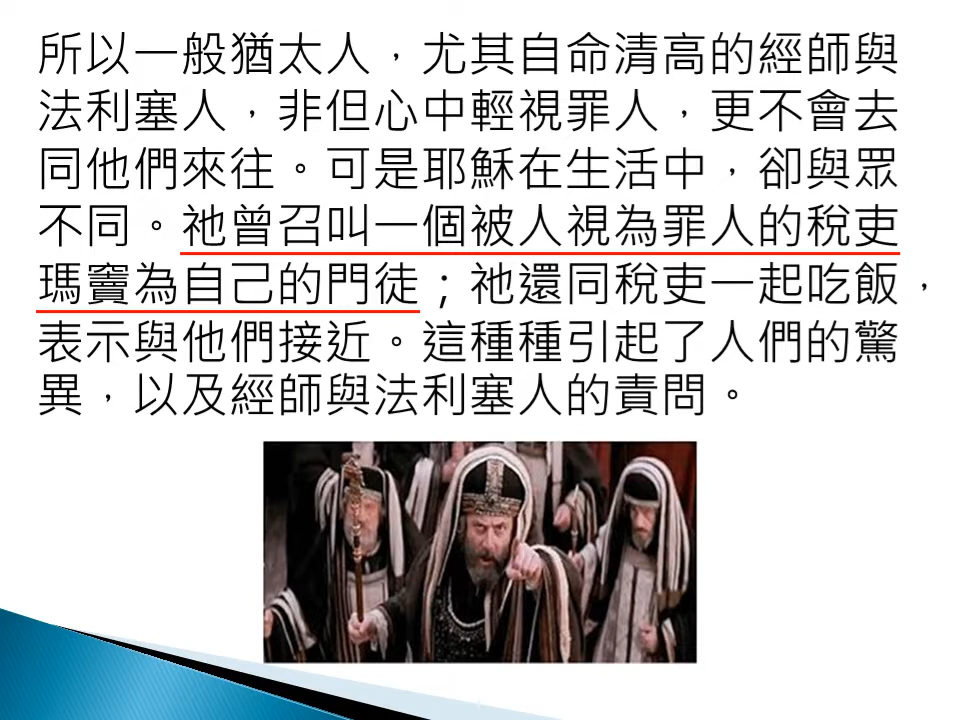 所以一般猶太人，尤其自命清高的經師與
法利塞人，非但心中輕視罪人，更不會去
同他們來往。可是耶穌在生活中，卻與眾
不同。祂曾召叫一個被人視為罪人的稅吏
瑪竇為自己的門徒；祂還同稅吏一起吃飯，
表示與他們接近。這種種引起了人們的驚
異，以及經師與法利塞人的責問。